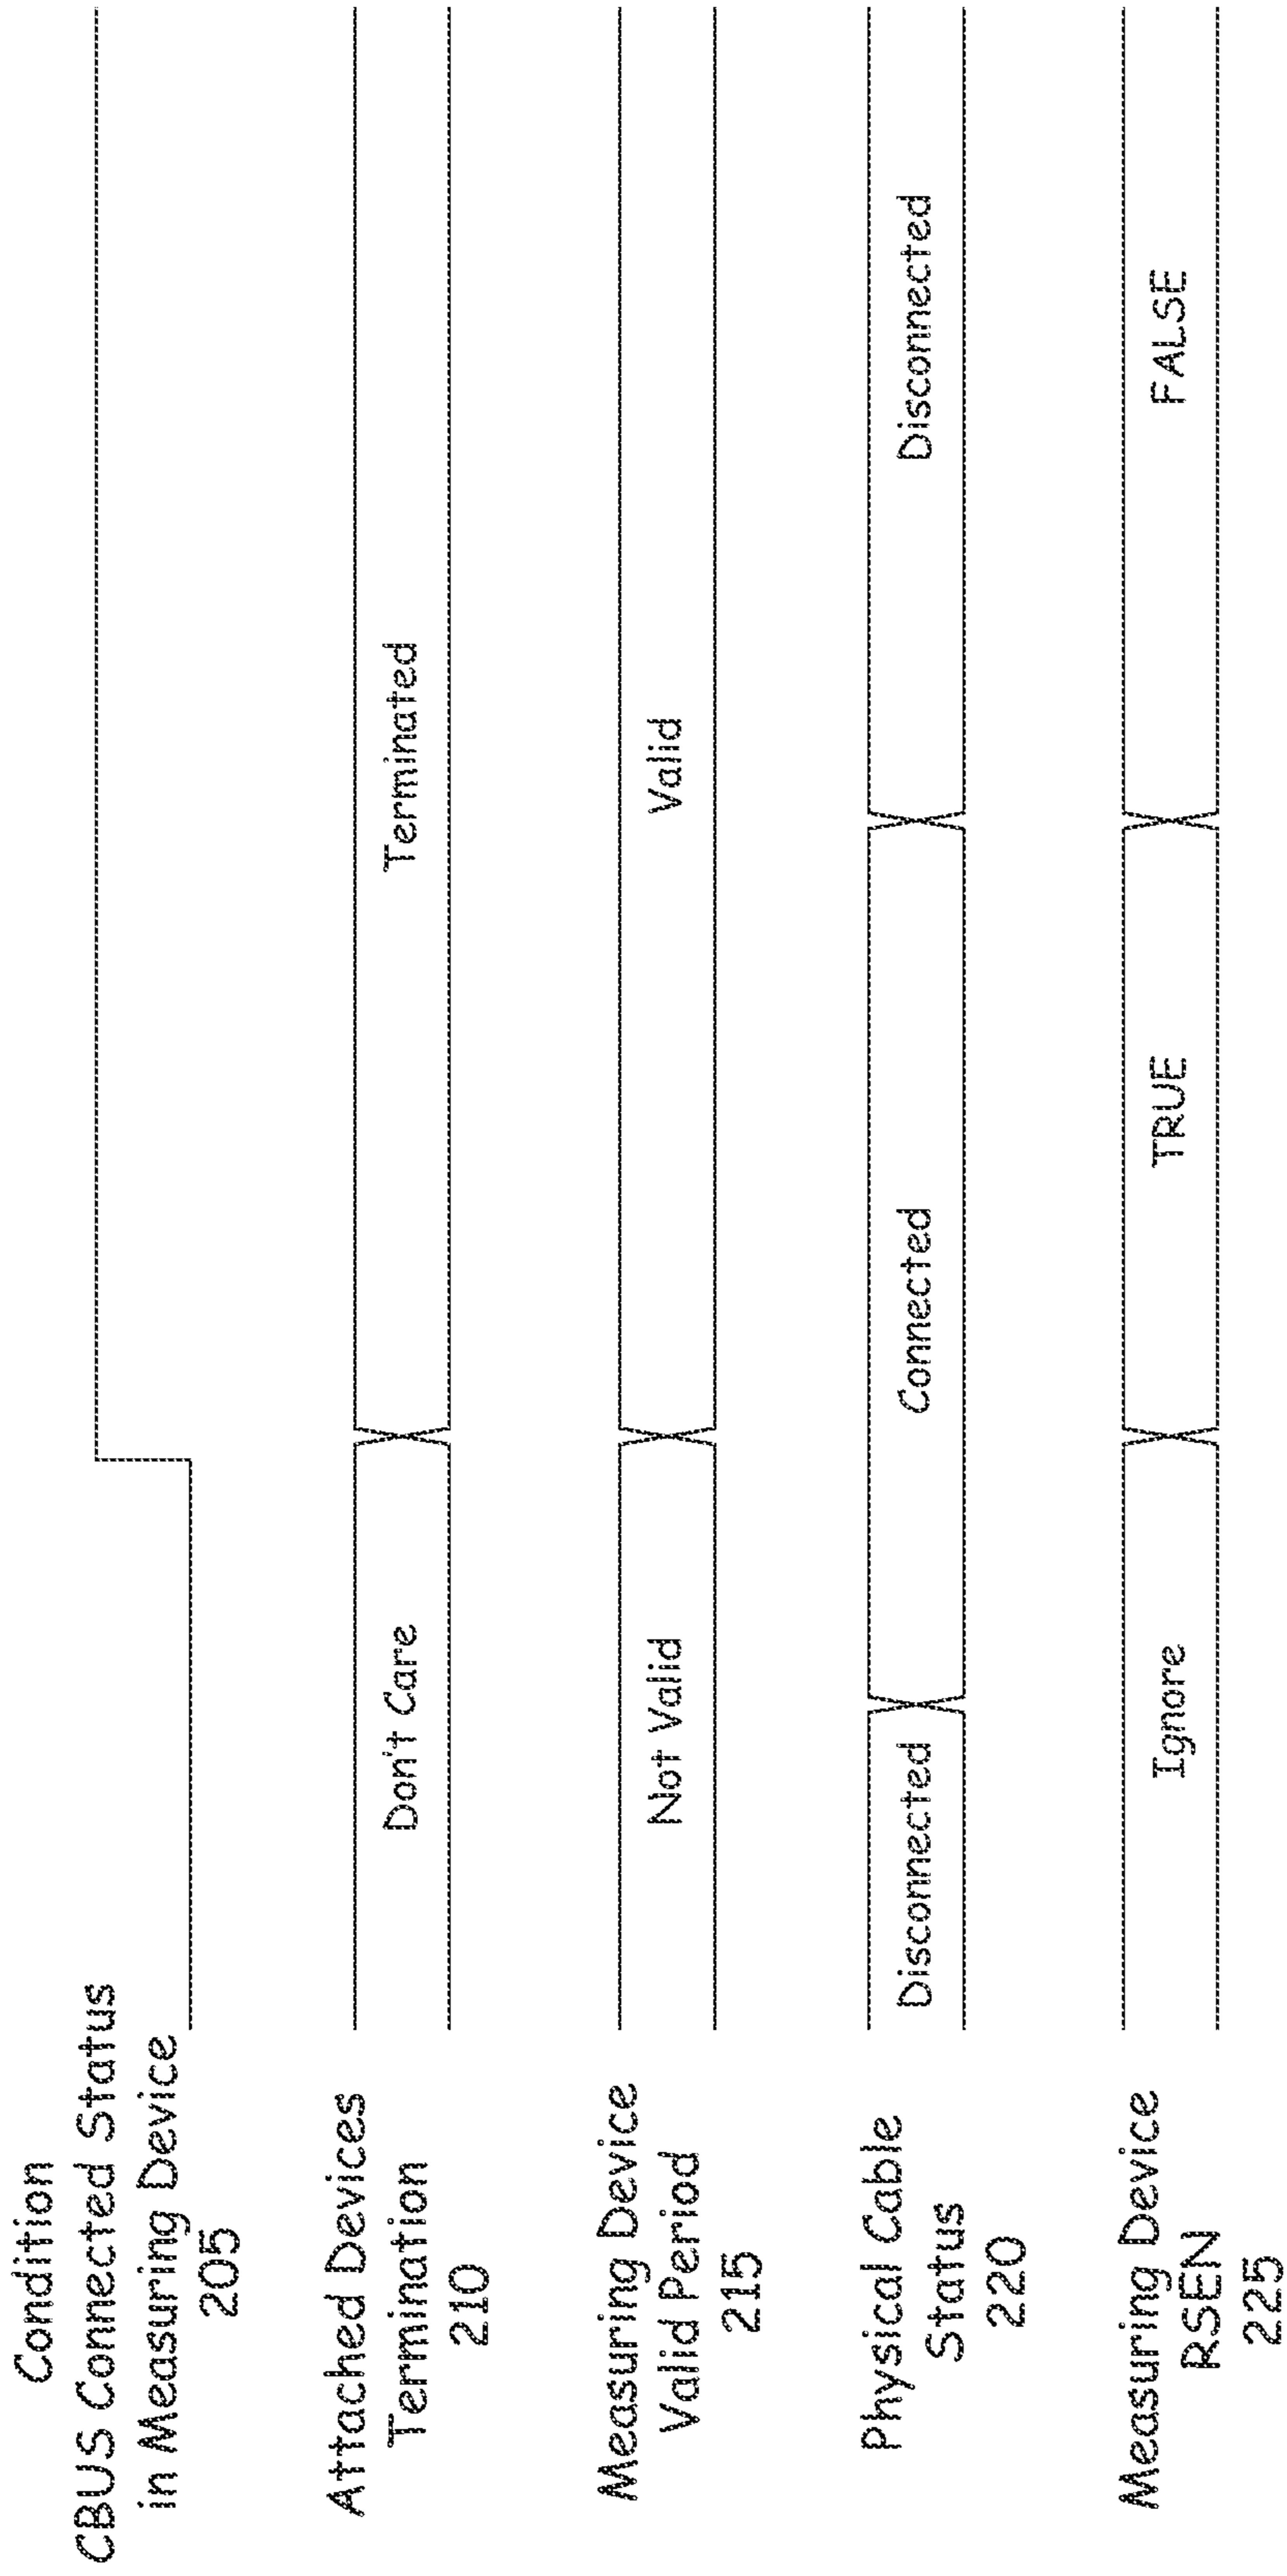 Condition
CBUS Connected Status
in Measuring Device
205
Attached Devices
Termination
210
Don't Care
Terminated
Measuring Device
Valid Period
215
Not Valid
Valid
Physical Cable
Status
220
Disconnected
Connected
Disconnected
Measuring Device
RSEN
225
Ignore
TRUE
FALSE